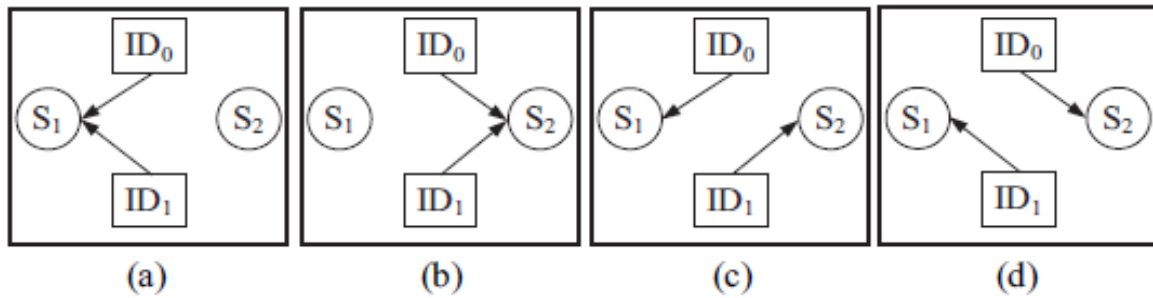 ID₀ ID₀ ID₀ ID₀
S₁ S₂ S₁ S₂ S₁ S₂ S₁ S₂
ID₁ ID₁ ID₁ ID₁
(a) (b) (c) (d)